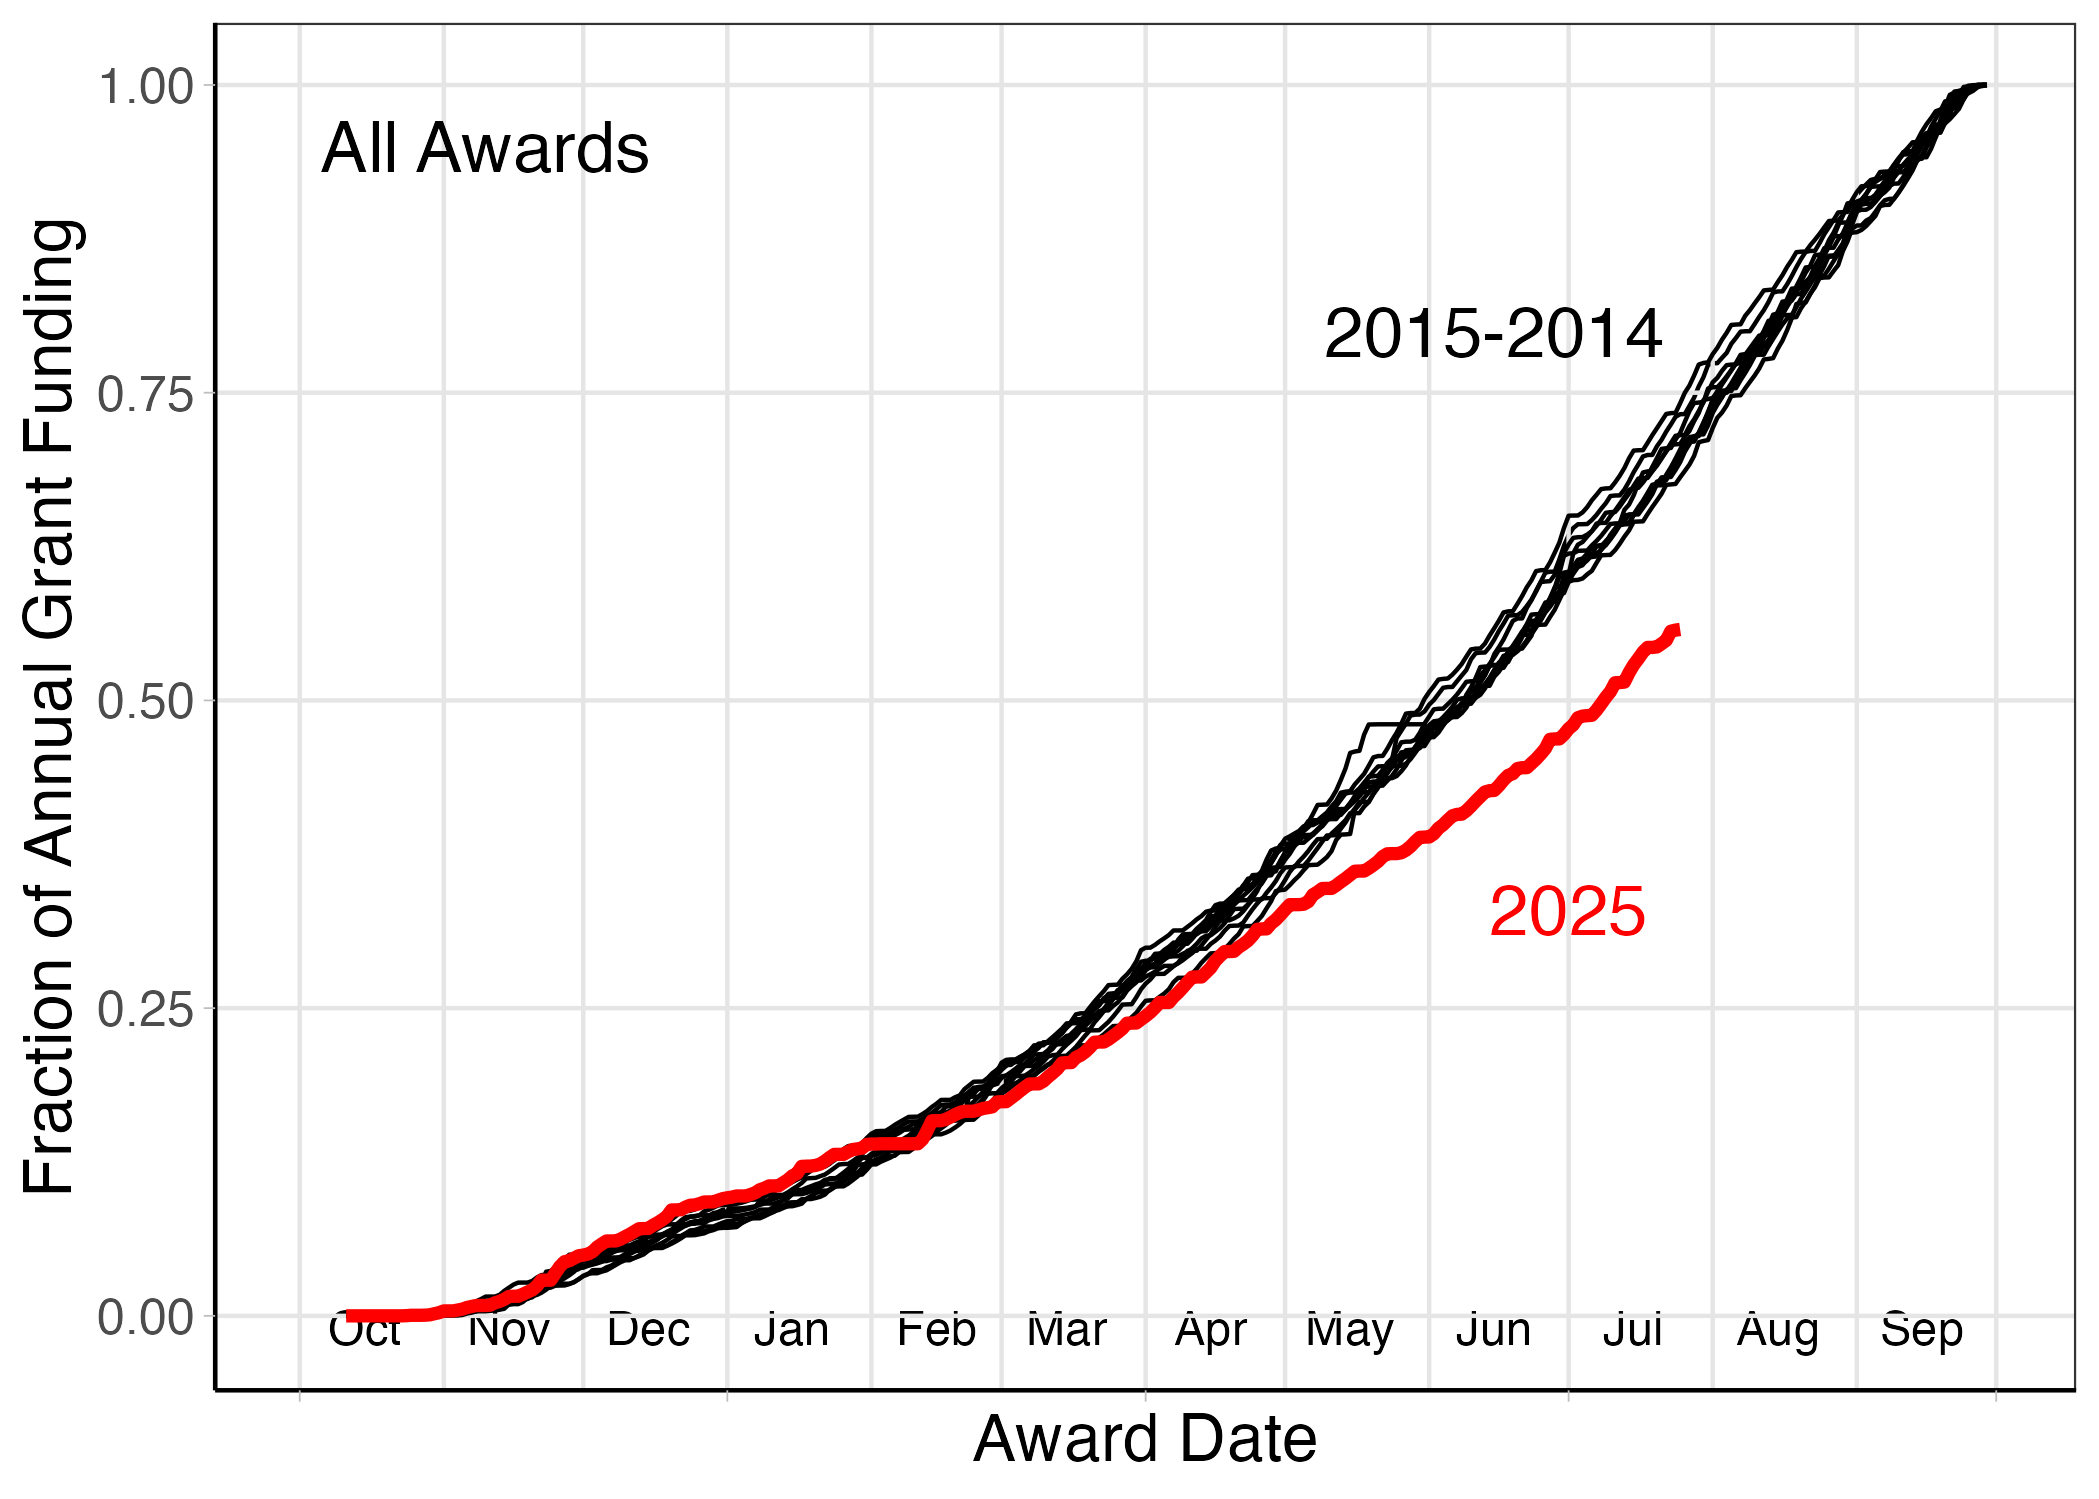 All Awards
2015-2014
2025
1.00
0.75
0.50
0.25
0.00
Fraction of Annual Grant Funding
Oct Nov Dec Jan Feb Mar Apr May Jun Jul Aug Sep
Award Date